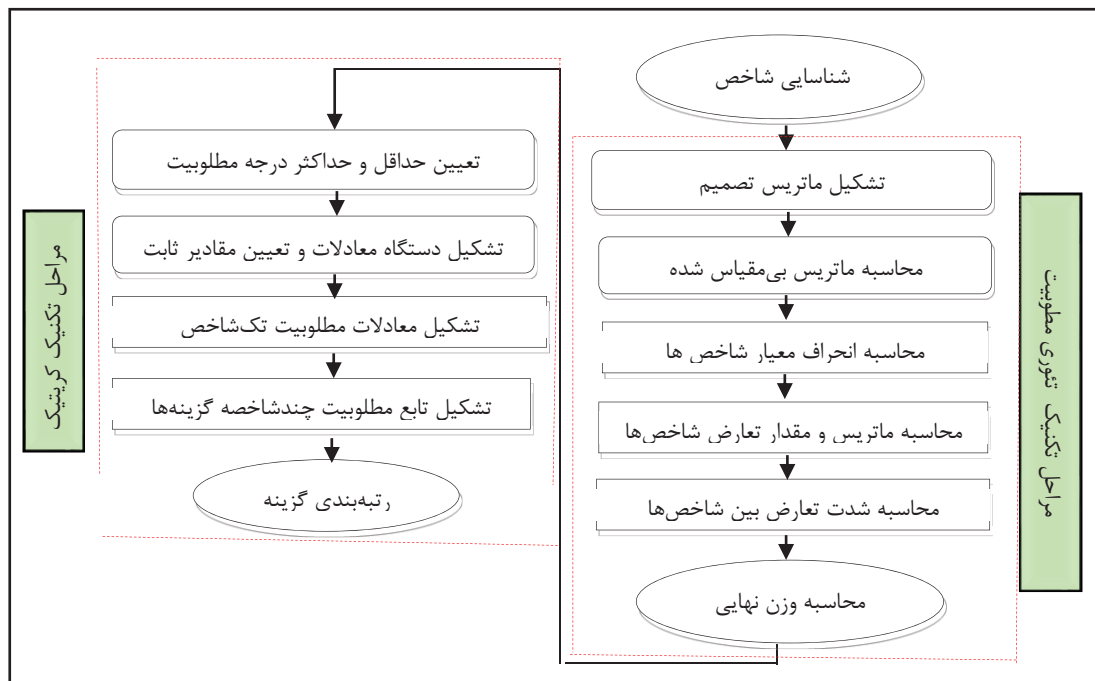 شناسایی شاخص
تشکیل ماتریس تصمیم
محاسبه ماتریس بی‌مقیاس شده
محاسبه انحراف معیار شاخص ها
محاسبه ماتریس و مقدار تعارض شاخص‌ها
محاسبه شدت تعارض بین شاخص‌ها
محاسبه وزن نهایی
مراحل تکنیک تئوری مطوبیت
تعیین حداقل و حداکثر درجه مطلوبیت
تشکیل دستگاه معادلات و تعیین مقادیر ثابت
تشکیل معادلات مطلوبیت تک‌شاخص
تشکیل تابع مطلوبیت چندشاخصه گزینه‌ها
رتبه‌بندی گزینه
مراحل تکنیک کریتیک